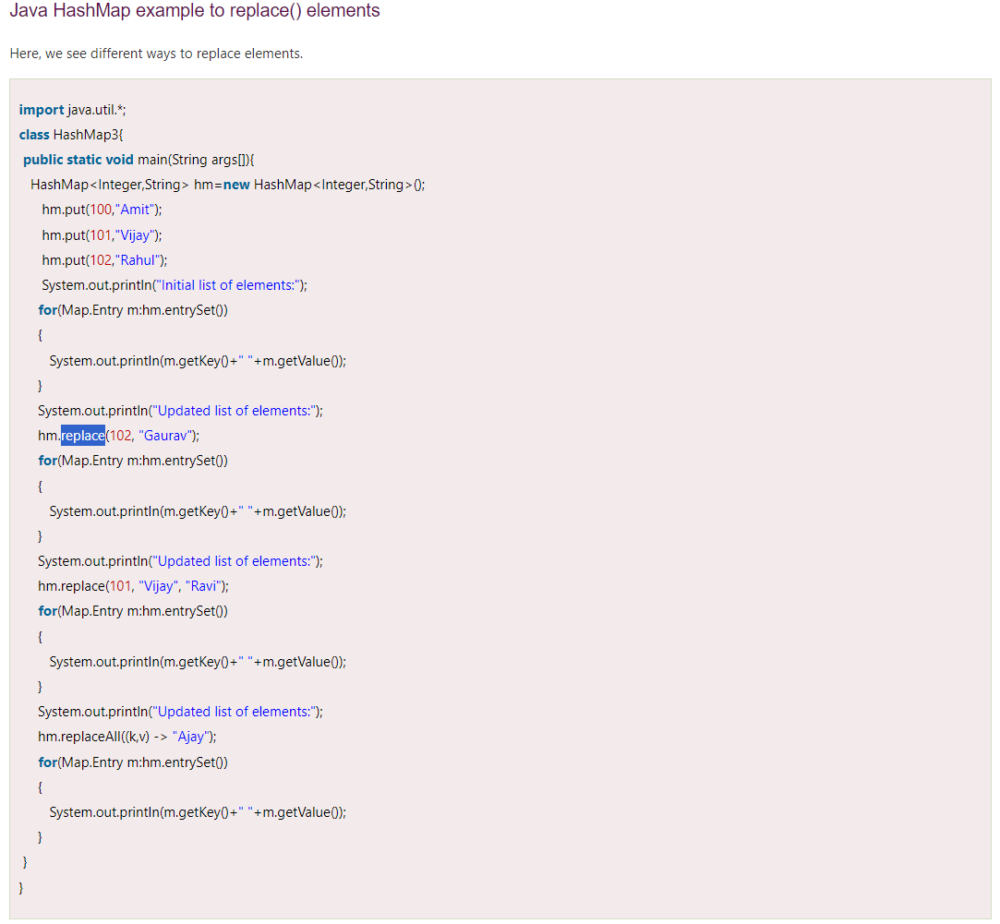 Java HashMap example to replace() elements
Here, we see different ways to replace elements.
import java.util.*;
class HashMap3{
public static void main(String args[]){
HashMap<Integer,String> hm=new HashMap<Integer,String>();
hm.put(100,"Amit");
hm.put(101,"Vijay");
hm.put(102,"Rahul");
System.out.println("Initial list of elements:");
for(Map.Entry m:hm.entrySet())
{
System.out.println(m.getKey()+" "+m.getValue());
}
System.out.println("Updated list of elements:");
hm.replace(102, "Gaurav");
for(Map.Entry m:hm.entrySet())
{
System.out.println(m.getKey()+" "+m.getValue());
}
System.out.println("Updated list of elements:");
hm.replace(101, "Vijay", "Ravi");
for(Map.Entry m:hm.entrySet())
{
System.out.println(m.getKey()+" "+m.getValue());
}
System.out.println("Updated list of elements:");
hm.replaceAll((k,v) -> "Ajay");
for(Map.Entry m:hm.entrySet())
{
System.out.println(m.getKey()+" "+m.getValue());
}
}
}